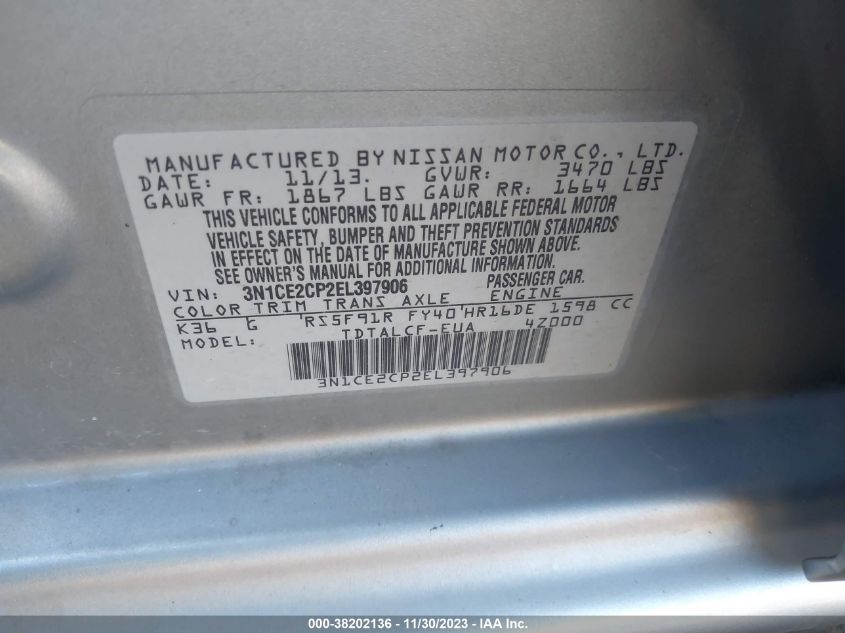 MANUFACTURED BY NISSAN MOTOR CO., LTD.
DATE: 11/13. GVWR: 3470 LBS
GAWR FR: 1867 LBS GAWR RR: 1664 LBS
THIS VEHICLE CONFORMS TO ALL APPLICABLE FEDERAL MOTOR
VEHICLE SAFETY, BUMPER AND THEFT PREVENTION STANDARDS
IN EFFECT ON THE DATE OF MANUFACTURE SHOWN ABOVE.
SEE OWNER'S MANUAL FOR ADDITIONAL INFORMATION.
VIN: 3N1CE2CP2EL397906 PASSENGER CAR.
COLOR TRIM TRANS AXLE ENGINE
K36 G RS5F91R FY40 HR16DE 1598 CC
MODEL: TDTALCF-EUA 4Z000
3N1CE2CP2EL397906
000-38202136 - 11/30/2023 - IAA Inc.